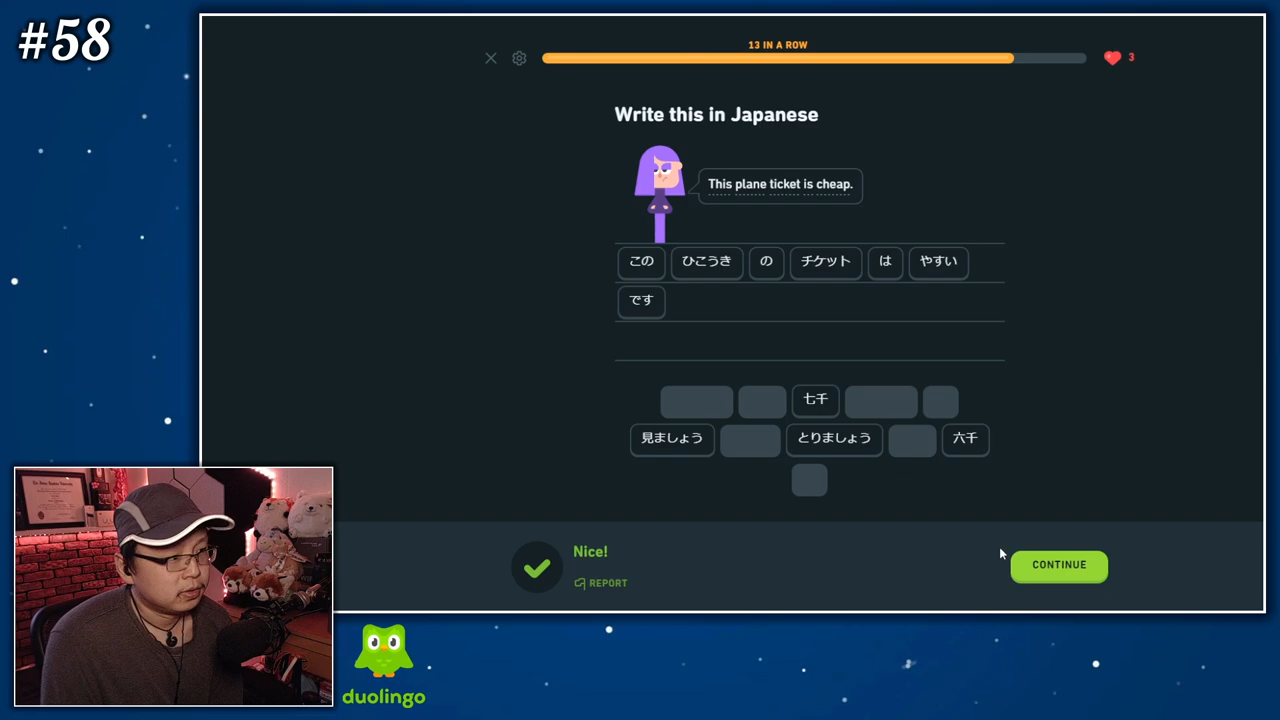 #58
13 IN A ROW
3
Write this in Japanese
This plane ticket is cheap.
この ひこうき の チケット は やすい
です
七千
見ましょう とりましょう 六千
Nice!
REPORT
CONTINUE
duolingo